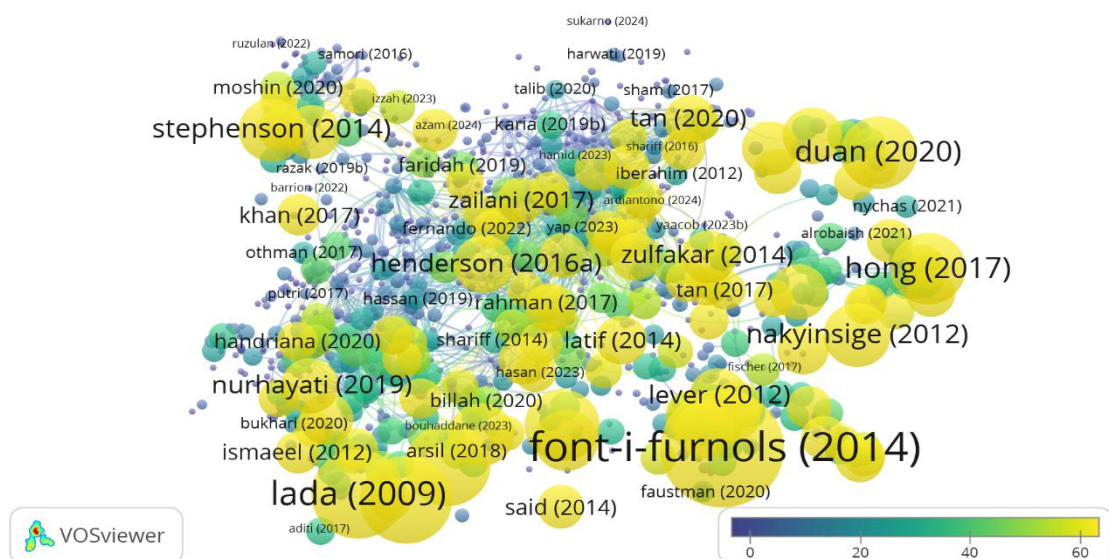 sukarno (2024)
ruzulan (2022)
samori (2016)
harwati (2019)
moshin (2020)
izzah (2023)
talib (2020)
sham (2017)
stephenson (2014)
azam (2024)
karia (2019b)
tan (2020)
hamid (2023)
shariff (2016)
duan (2020)
razak (2019b)
faridah (2019)
iberahim (2012)
barrion (2022)
zailani (2017)
ardiantono (2024)
nychas (2021)
khan (2017)
fernando (2022)
yap (2023)
yaacob (2023b)
alrobaish (2021)
othman (2017)
henderson (2016a)
zulfakar (2014)
hong (2017)
putri (2017)
hassan (2019)
rahman (2017)
tan (2017)
handriana (2020)
shariff (2014)
latif (2014)
nakyinsige (2012)
hasan (2023)
fischer (2017)
nurhayati (2019)
billah (2020)
lever (2012)
bukhari (2020)
bouhaddane (2023)
ismaeel (2012)
arsil (2018)
font-i-furnols (2014)
lada (2009)
said (2014)
faustman (2020)
aditi (2017)
VOSviewer
0 20 40 60